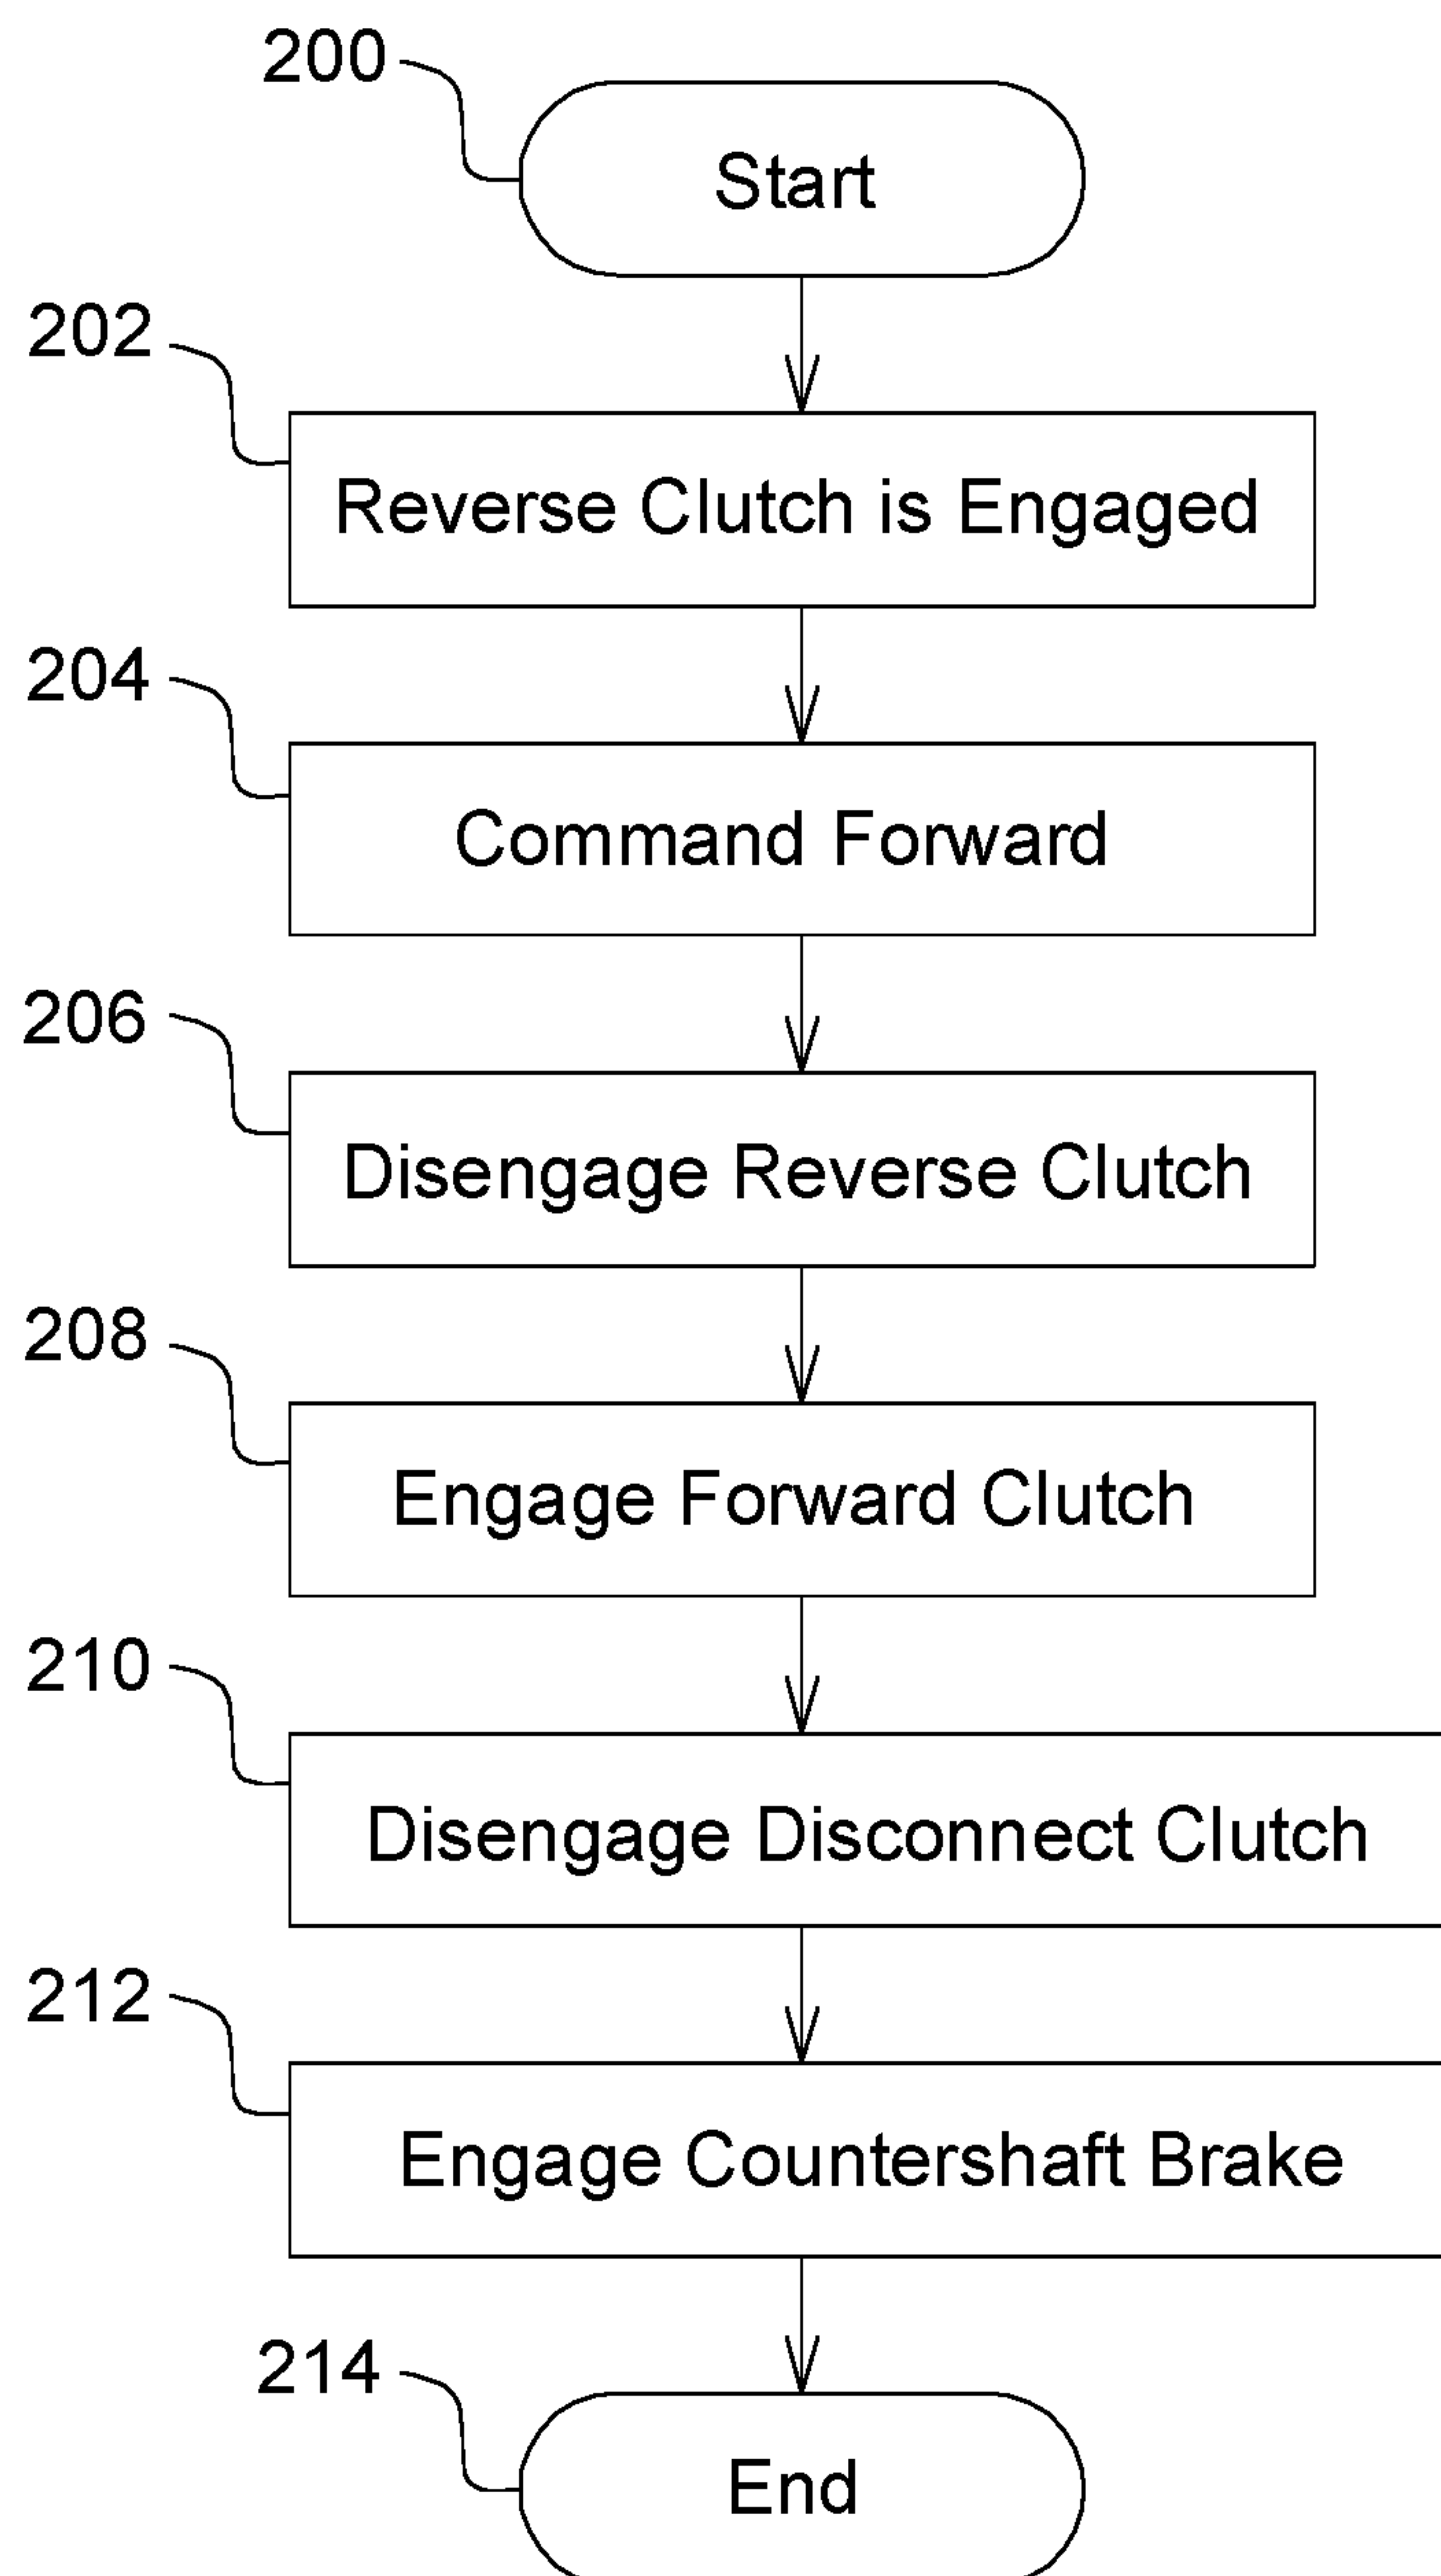 200
Start
202
Reverse Clutch is Engaged
204
Command Forward
206
Disengage Reverse Clutch
208
Engage Forward Clutch
210
Disengage Disconnect Clutch
212
Engage Countershaft Brake
214
End